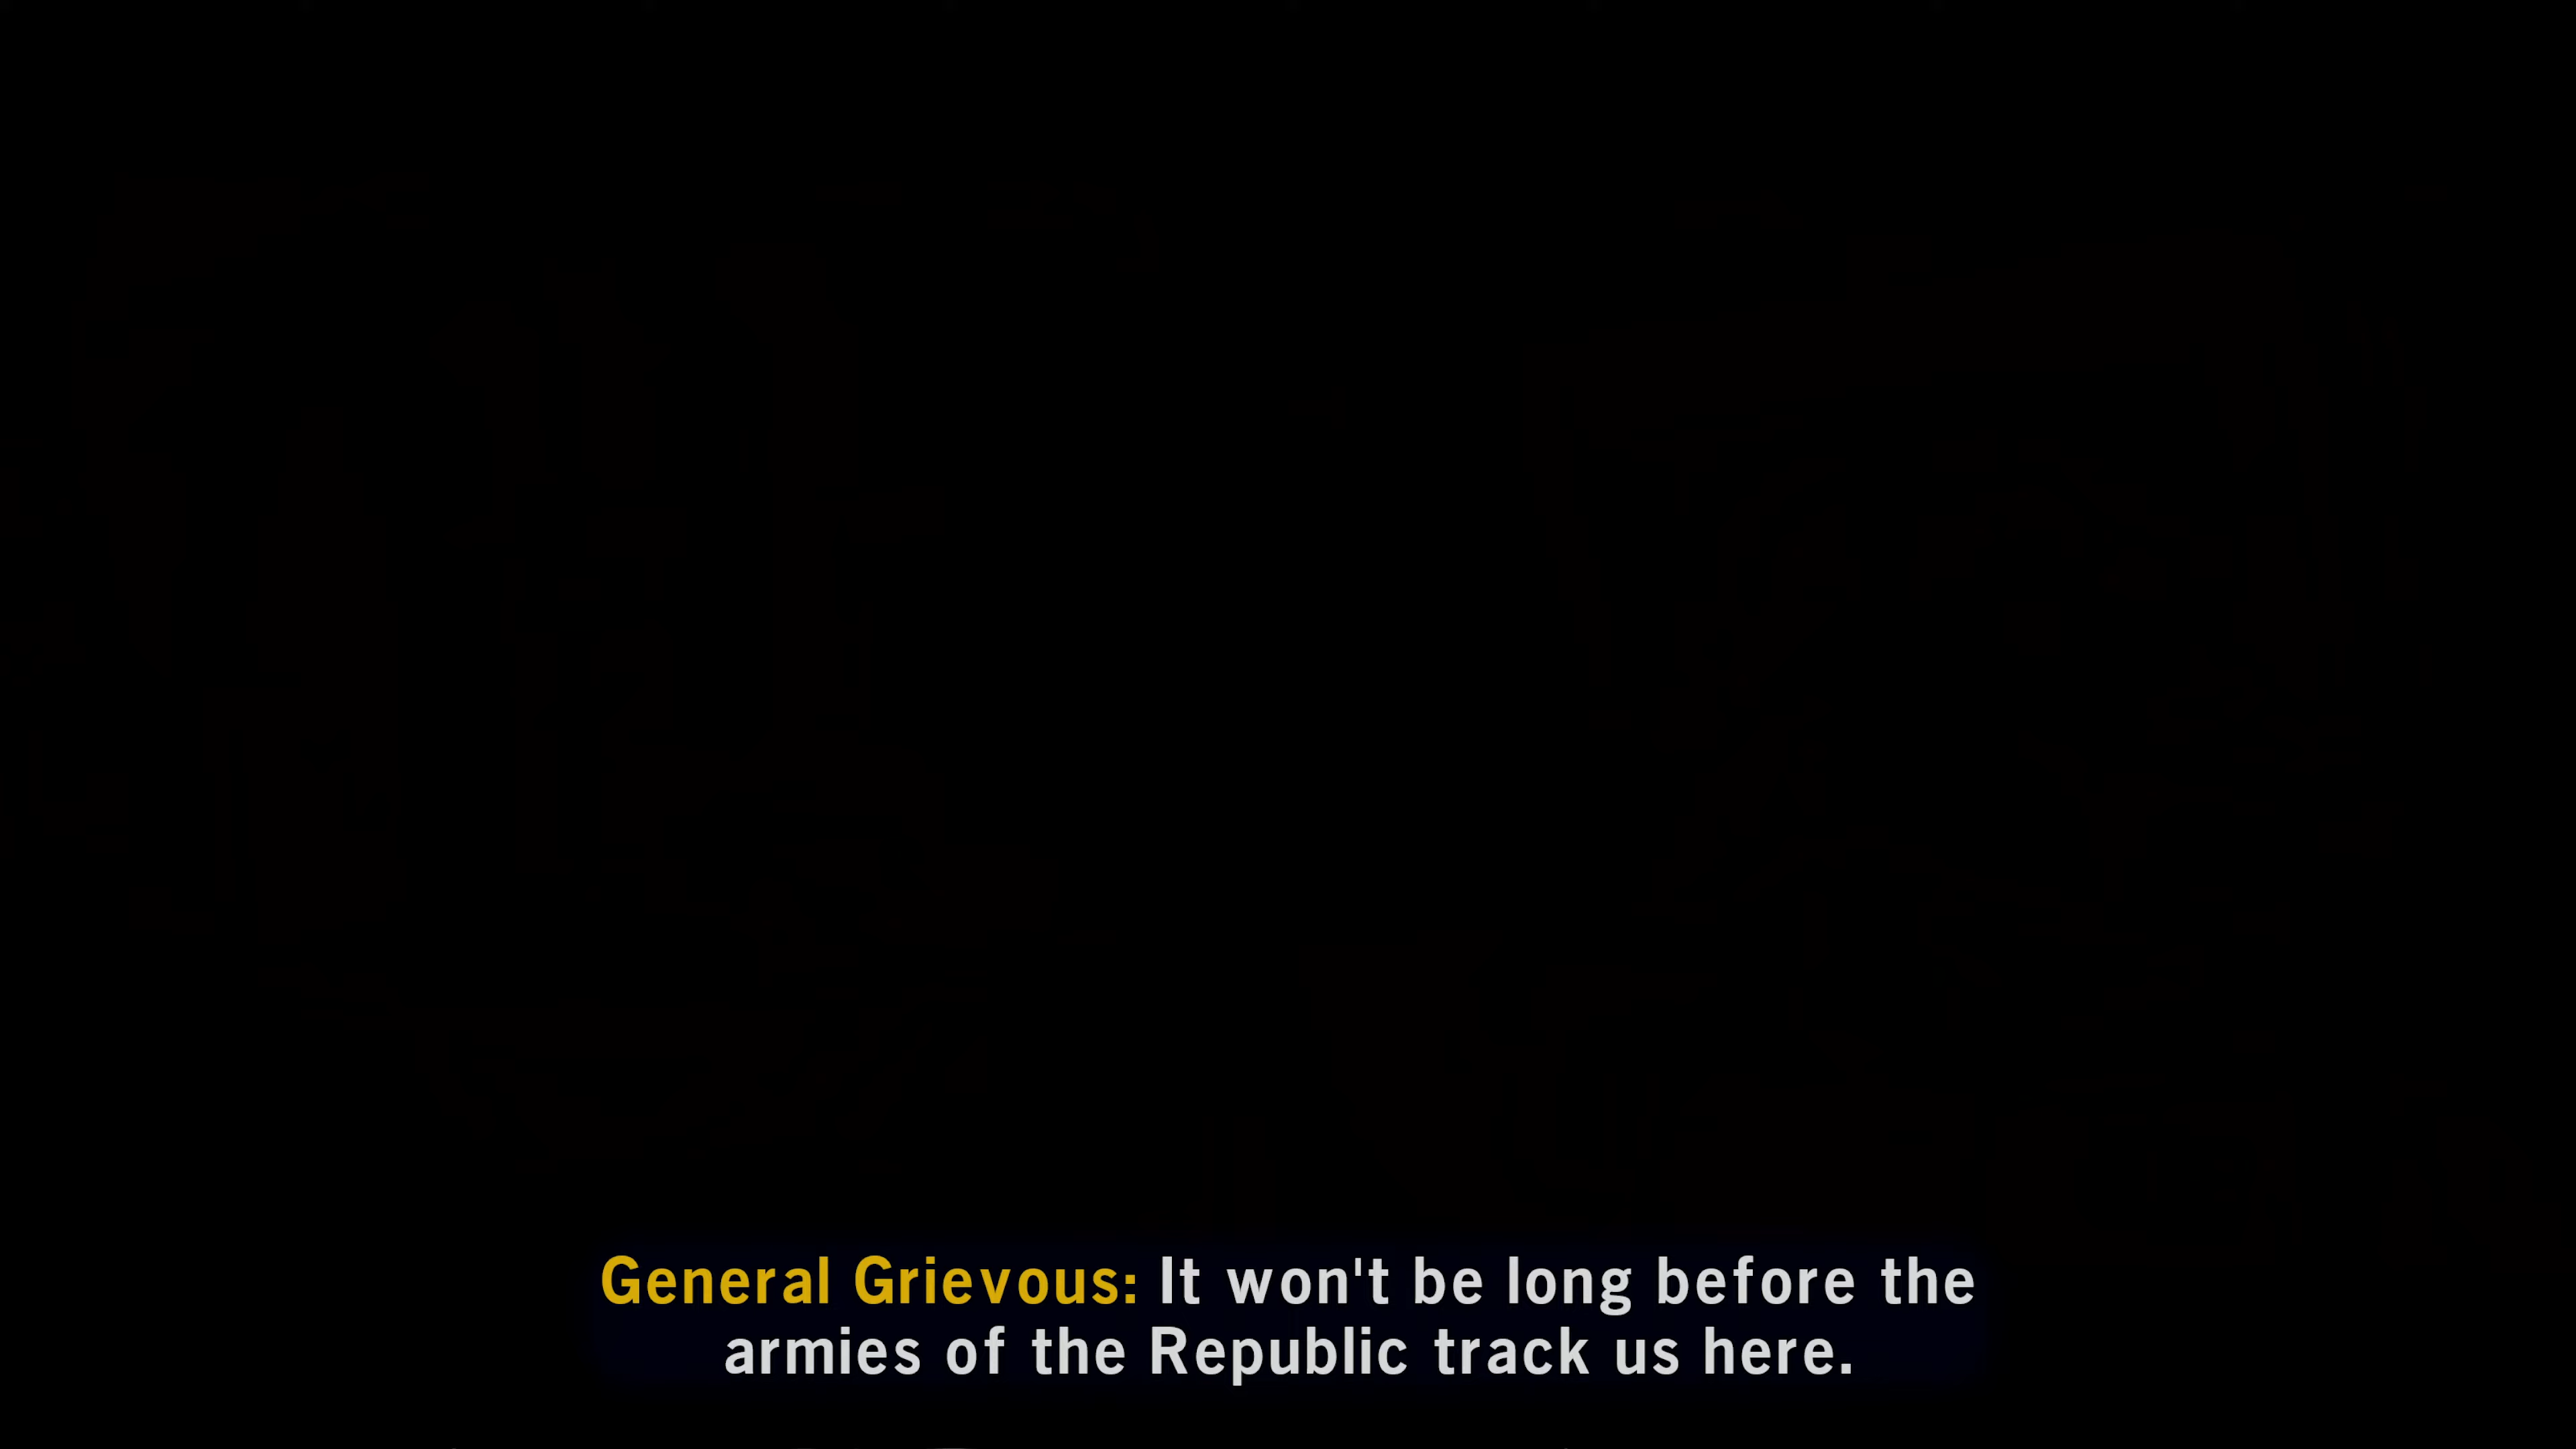 General Grievous: It won't be long before the
armies of the Republic track us here.